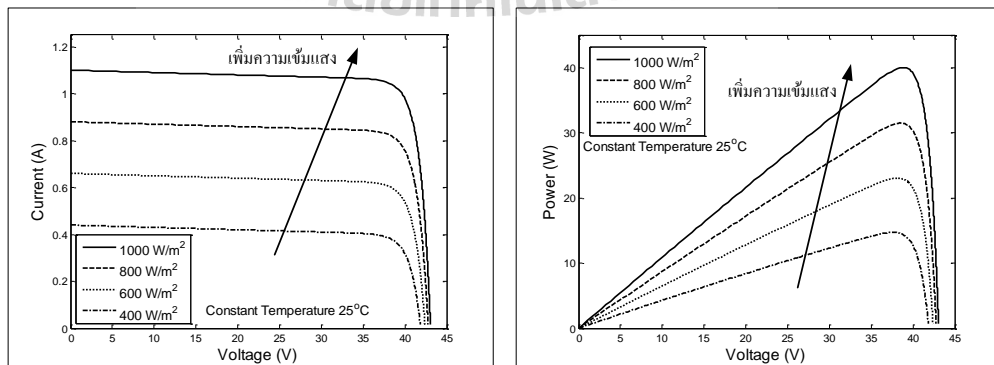 1.2
1
0.8
0.6
0.4
0.2
0
0 5 10 15 20 25 30 35 40 45
Current (A)
Voltage (V)
เพิ่มความเข้มแสง
1000 W/m²
800 W/m²
600 W/m²
400 W/m²
Constant Temperature 25°C
40
30
20
10
0
0 5 10 15 20 25 30 35 40 45
Power (W)
Voltage (V)
1000 W/m²
800 W/m²
600 W/m²
400 W/m²
Constant Temperature 25°C
เพิ่มความเข้มแสง